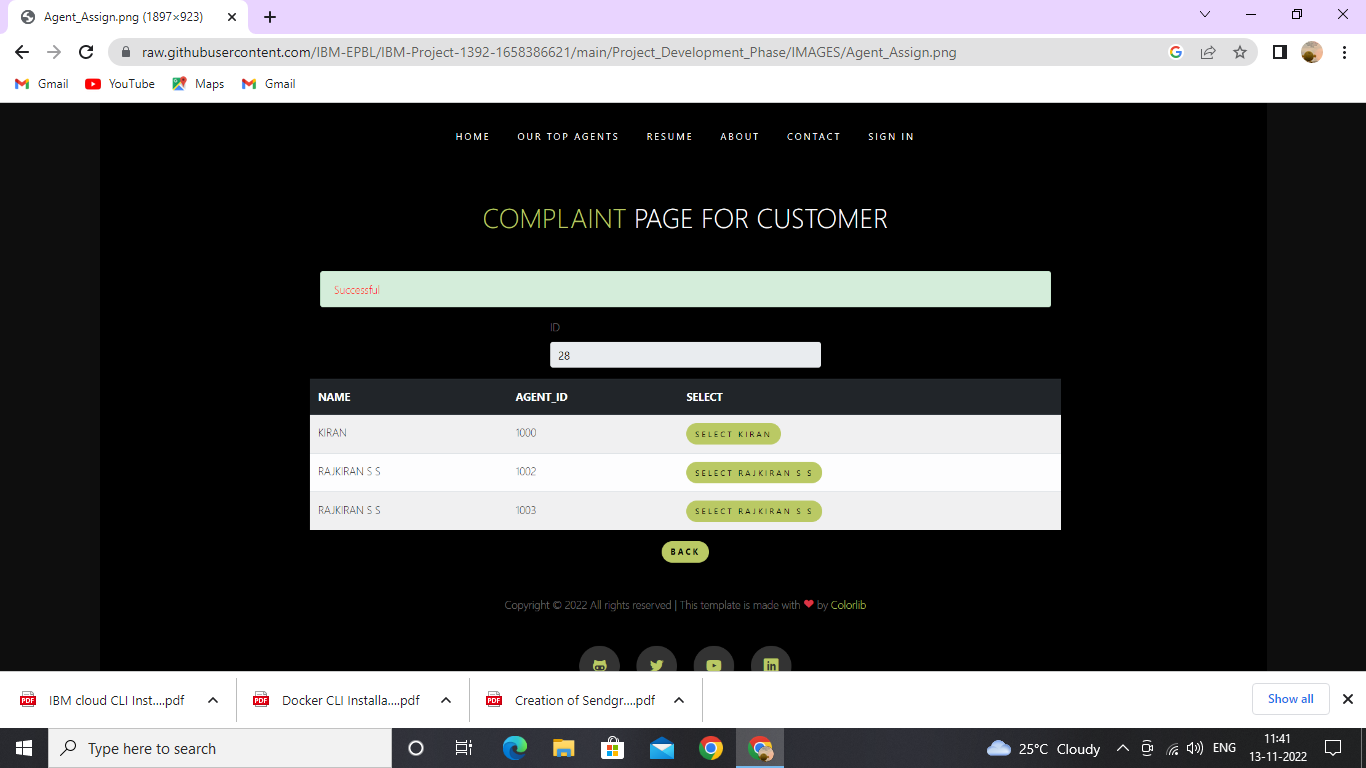 Agent_Assign.png (1897×923)
raw.githubusercontent.com/IBM-EPBL/IBM-Project-1392-1658386621/main/Project_Development_Phase/IMAGES/Agent_Assign.png
Gmail YouTube Maps Gmail
HOME OUR TOP AGENTS RESUME ABOUT CONTACT SIGN IN
COMPLAINT PAGE FOR CUSTOMER
Successful
ID
28
NAME AGENT_ID SELECT
KIRAN 1000 SELECT KIRAN
RAJKIRAN S S 1002 SELECT RAJKIRAN S S
RAJKIRAN S S 1003 SELECT RAJKIRAN S S
BACK
Copyright © 2022 All rights reserved | This template is made with ❤ by Colorlib
IBM cloud CLI Inst....pdf Docker CLI Installa....pdf Creation of Sendgr....pdf Show all
Type here to search 25°C Cloudy ENG 11:41
13-11-2022